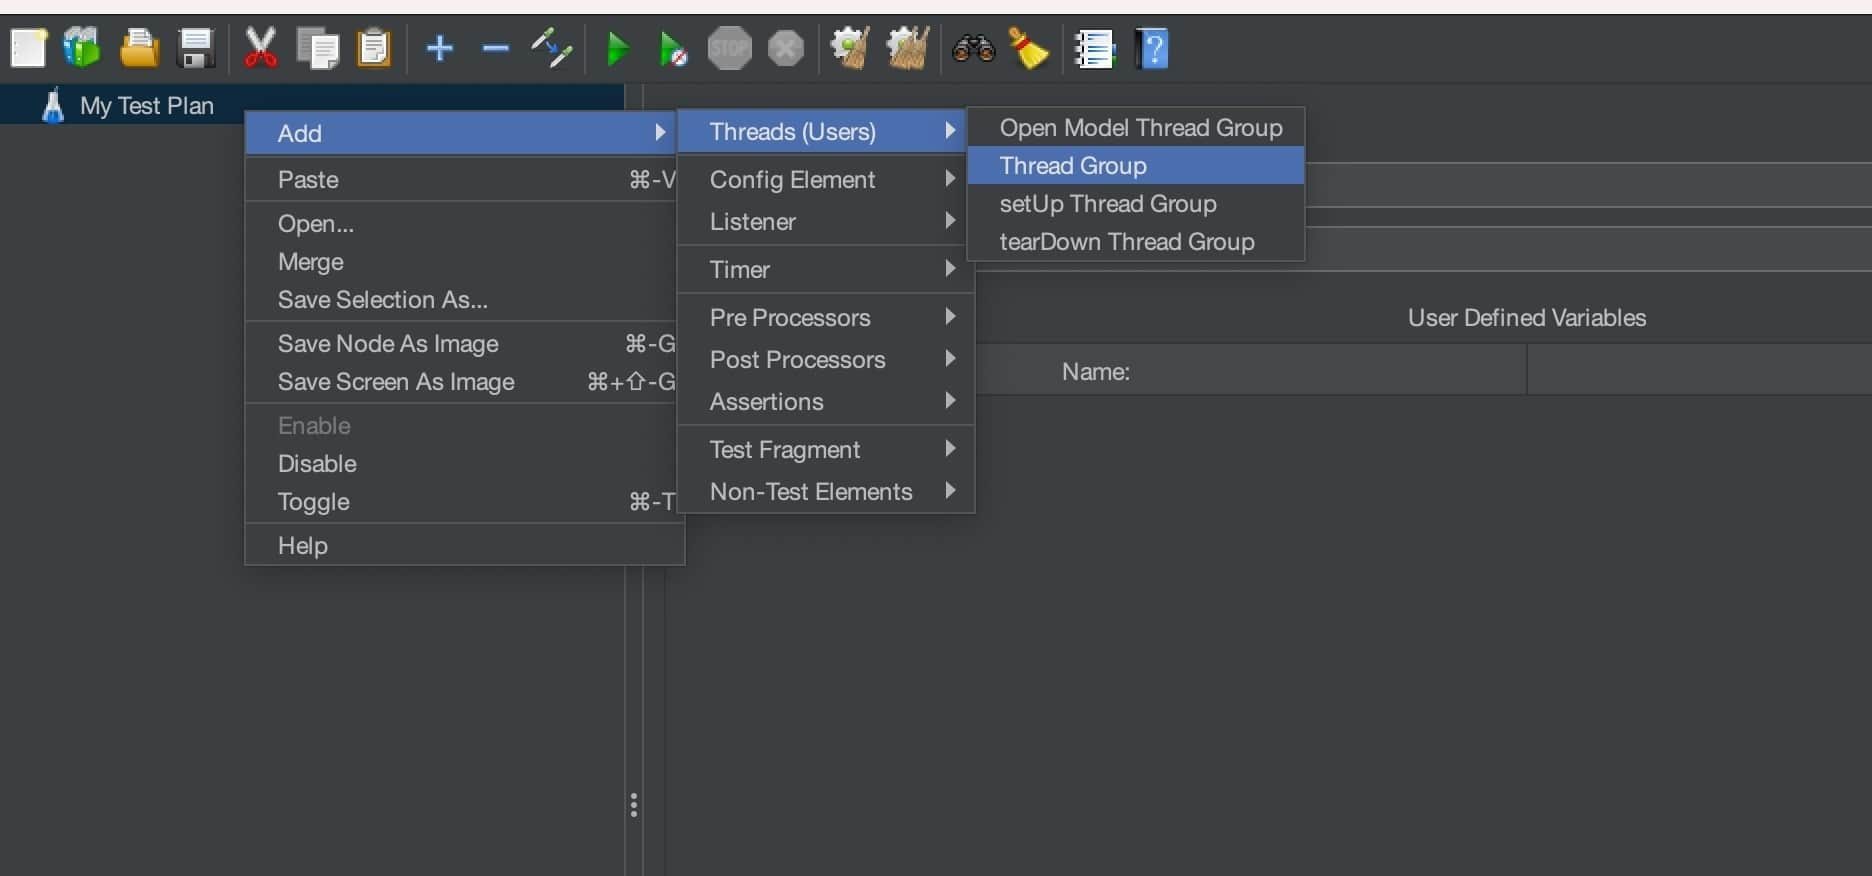 STOP
?
My Test Plan
Add
Paste ⌘-V
Open...
Merge
Save Selection As...
Save Node As Image ⌘-G
Save Screen As Image ⌘+⇧-G
Enable
Disable
Toggle ⌘-T
Help
Threads (Users)
Config Element
Listener
Timer
Pre Processors
Post Processors
Assertions
Test Fragment
Non-Test Elements
Open Model Thread Group
Thread Group
setUp Thread Group
tearDown Thread Group
User Defined Variables
Name: